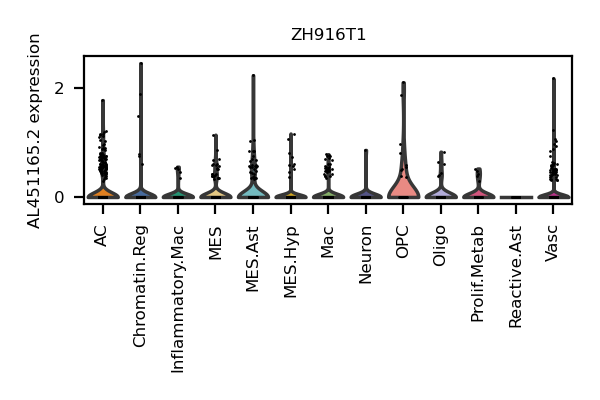 ZH916T1
AL451165.2 expression
2
0
AC
Chromatin.Reg
Inflammatory.Mac
MES
MES.Ast
MES.Hyp
Mac
Neuron
OPC
Oligo
Prolif.Metab
Reactive.Ast
Vasc